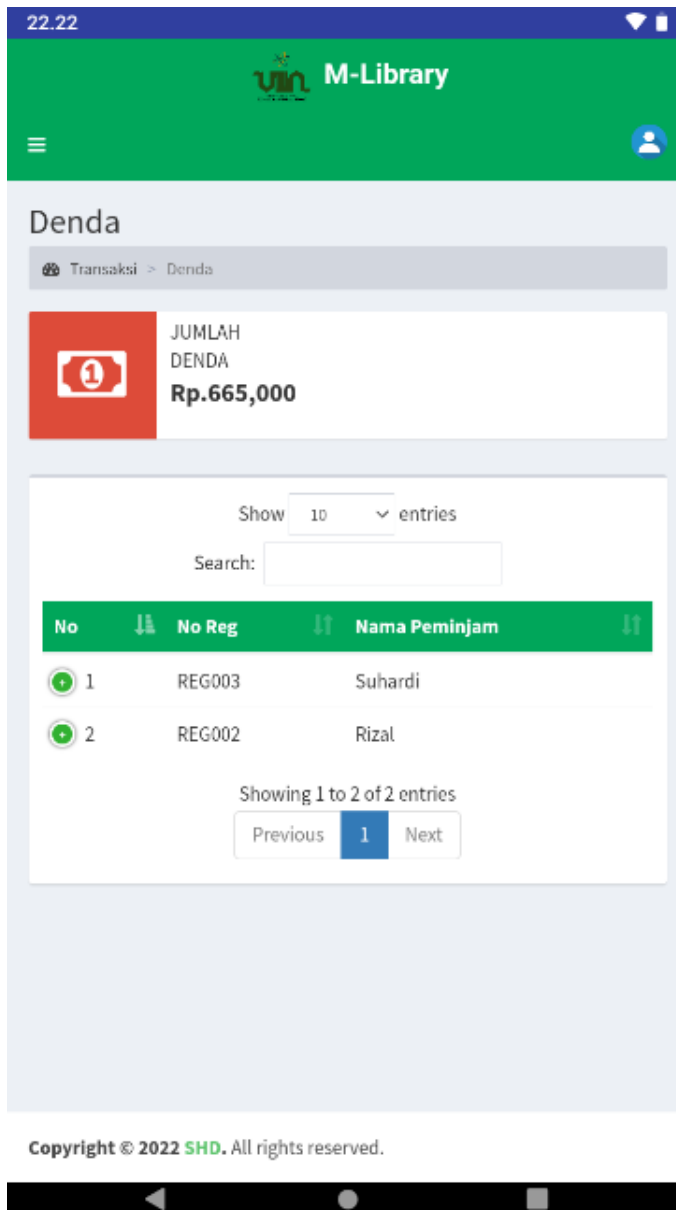 22.22
UIN M-Library
Denda
Transaksi > Denda
JUMLAH
DENDA
Rp.665,000
Show 10 entries
Search:
No No Reg Nama Peminjam
1 REG003 Suhardi
2 REG002 Rizal
Showing 1 to 2 of 2 entries
Previous 1 Next
Copyright © 2022 SHD. All rights reserved.